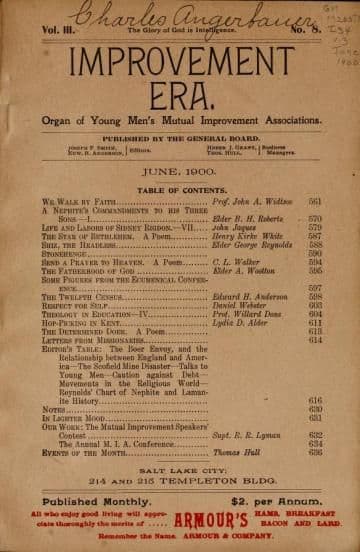 Charles Angerbauer
Vol. III. The Glory of God is Intelligence. No. 8.
IMPROVEMENT
ERA.
Organ of Young Men's Mutual Improvement Associations.
PUBLISHED BY THE GENERAL BOARD.
JOSEPH F. SMITH, EDW. H. ANDERSON, } Editors. HEBER J. GRANT, THOS. HULL, } Business Managers.
JUNE, 1900.
TABLE OF CONTENTS.
WE WALK BY FAITH Prof. John A. Widtsoe 561
A NEPHITE'S COMMANDMENTS TO HIS THREE
SONS—I Elder B. H. Roberts 570
LIFE AND LABORS OF SIDNEY RIGDON.—VII John Jaques 579
THE STAR OF BETHLEHEM. A Poem Henry Kirke White 587
SHIZ, THE HEADLESS Elder George Reynolds 588
STONEHENGE 590
SEND A PRAYER TO HEAVEN. A Poem C. L. Walker 594
THE FATHERHOOD OF GOD Elder A. Wootton 595
SOME FIGURES FROM THE ECUMENICAL CONFER-
ENCE 597
THE TWELFTH CENSUS Edward H. Anderson 598
RESPECT FOR SELF Daniel Webster 603
THEOLOGY IN EDUCATION—IV Prof. Willard Done 604
HOP-PICKING IN KENT Lydia D. Alder 611
THE DETERMINED DOER. A Poem 613
LETTERS FROM MISSIONARIES 614
EDITOR'S TABLE: The Boer Envoy, and the
Relationship between England and Amer-
ica—The Scofield Mine Disaster—Talks to
Young Men—Caution against Debt—
Movements in the Religious World—
Reynolds' Chart of Nephite and Laman-
ite History 616
NOTES 630
IN LIGHTER MOOD 631
OUR WORK: The Mutual Improvement Speakers'
Contest Supt. R. R. Lyman 632
The Annual M. I. A. Conference 634
EVENTS OF THE MONTH Thomas Hull 636
SALT LAKE CITY:
214 AND 215 TEMPLETON BLDG.
Published Monthly. $2. per Annum.
All who enjoy good living will appre-
ciate thoroughly the merits of ..... ARMOUR'S HAMS, BREAKFAST
BACON AND LARD.
Remember the Name. ARMOUR & COMPANY.